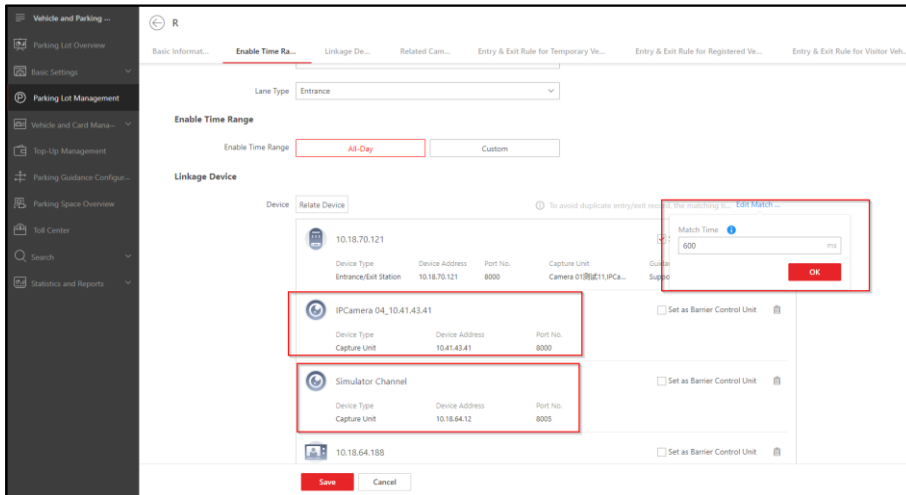 Vehicle and Parking ...
R
Parking Lot Overview
Basic Informat...
Enable Time Ra...
Linkage De...
Related Cam...
Entry & Exit Rule for Temporary Ve...
Entry & Exit Rule for Registered Ve...
Entry & Exit Rule for Visitor Veh...
Basic Settings
Parking Lot Management
Vehicle and Card Mana...
Top-Up Management
Parking Guidance Configur...
Parking Space Overview
Toll Center
Search
Statistics and Reports
Lane Type Entrance
Enable Time Range
Enable Time Range All-Day Custom
Linkage Device
Device Relate Device
To avoid duplicate entry/exit record, the matching ti... Edit Match ...
Match Time
600 ms
OK
10.18.70.121
Device Type Device Address Port No. Capture Unit
Entrance/Exit Station 10.18.70.121 8000 Camera 01测试11,IPCa...
IPCamera 04_10.41.43.41 Set as Barrier Control Unit
Device Type Device Address Port No.
Capture Unit 10.41.43.41 8000
Simulator Channel Set as Barrier Control Unit
Device Type Device Address Port No.
Capture Unit 10.18.64.12 8005
10.18.64.188 Set as Barrier Control Unit
Save Cancel